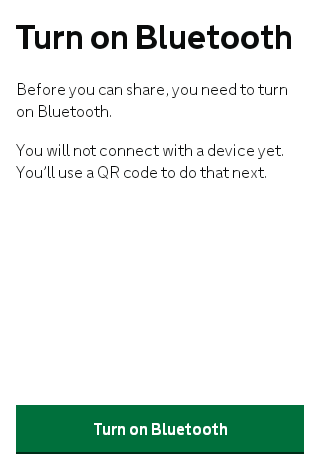 Turn on Bluetooth
Before you can share, you need to turn
on Bluetooth.
You will not connect with a device yet.
You’ll use a QR code to do that next.
Turn on Bluetooth